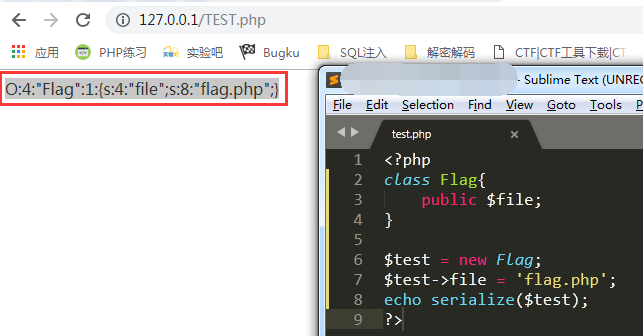 127.0.0.1/TEST.php
应用 PHP练习 实验吧 Bugku SQL注入 解密解码 CTF|CTF工具下载|CT
O:4:"Flag":1:{s:4:"file";s:8:"flag.php";}
- Sublime Text (UNREC
File Edit Selection Find View Goto Tools
test.php
1 <?php
2 class Flag{
3 public $file;
4 }
5
6 $test = new Flag;
7 $test->file = 'flag.php';
8 echo serialize($test);
9 ?>